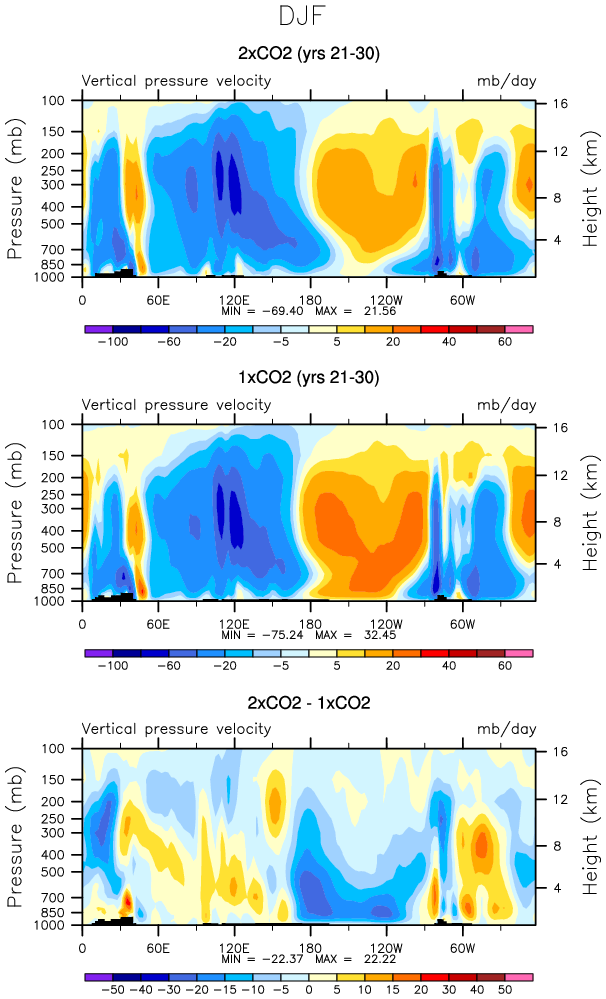 DJF
2xCO2 (yrs 21-30)
Vertical pressure velocity mb/day
Pressure (mb)
100
150
200
250
300
400
500
700
850
1000
16
12
8
4
Height (km)
0 60E 120E 180 120W 60W
MIN = −69.40 MAX = 21.56
−100 −60 −20 −5 5 20 40 60
1xCO2 (yrs 21-30)
Vertical pressure velocity mb/day
Pressure (mb)
100
150
200
250
300
400
500
700
850
1000
16
12
8
4
Height (km)
0 60E 120E 180 120W 60W
MIN = −75.24 MAX = 32.45
−100 −60 −20 −5 5 20 40 60
2xCO2 - 1xCO2
Vertical pressure velocity mb/day
Pressure (mb)
100
150
200
250
300
400
500
700
850
1000
16
12
8
4
Height (km)
0 60E 120E 180 120W 60W
MIN = −22.37 MAX = 22.22
−50 −40 −30 −20 −15 −10 −5 0 5 10 15 20 30 40 50